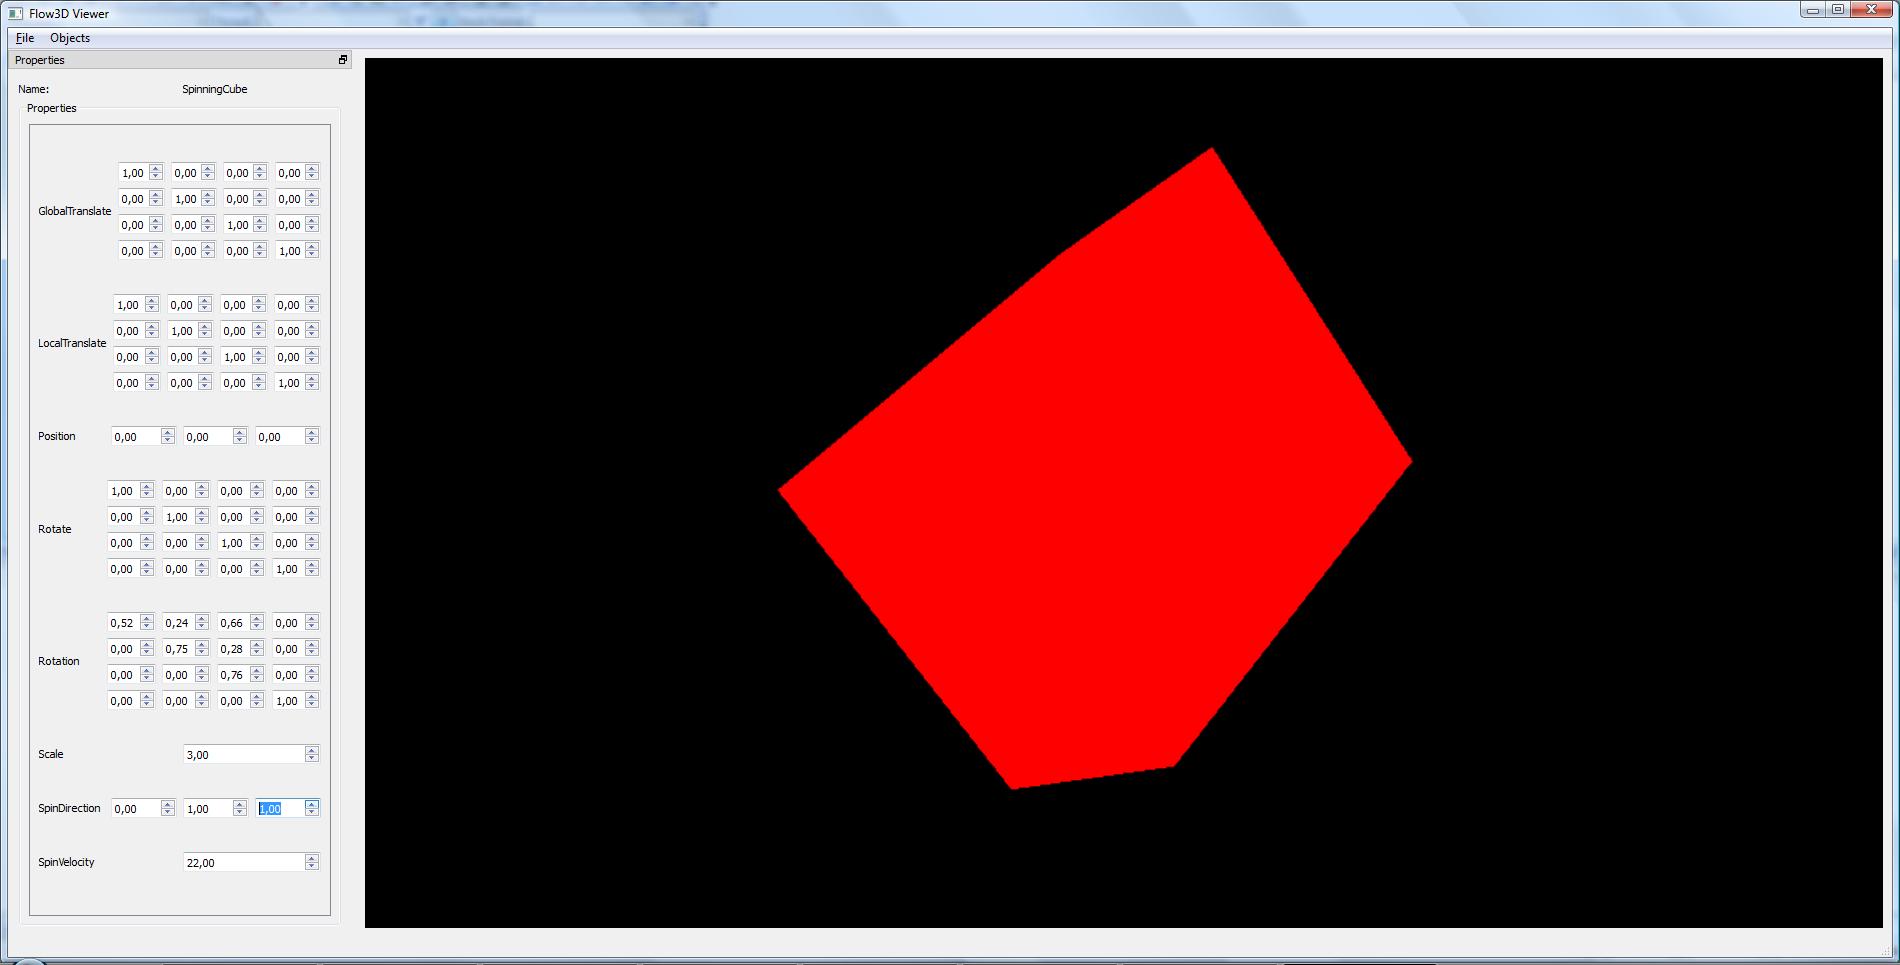 Flow3D Viewer
File Objects
Properties
Name: SpinningCube
Properties
GlobalTranslate
1,00 0,00 0,00 0,00
0,00 1,00 0,00 0,00
0,00 0,00 1,00 0,00
0,00 0,00 0,00 1,00
LocalTranslate
1,00 0,00 0,00 0,00
0,00 1,00 0,00 0,00
0,00 0,00 1,00 0,00
0,00 0,00 0,00 1,00
Position 0,00 0,00 0,00
Rotate
1,00 0,00 0,00 0,00
0,00 1,00 0,00 0,00
0,00 0,00 1,00 0,00
0,00 0,00 0,00 1,00
Rotation
0,52 0,24 0,66 0,00
0,00 0,75 0,28 0,00
0,00 0,00 0,76 0,00
0,00 0,00 0,00 1,00
Scale 3,00
SpinDirection 0,00 1,00 1,00
SpinVelocity 22,00